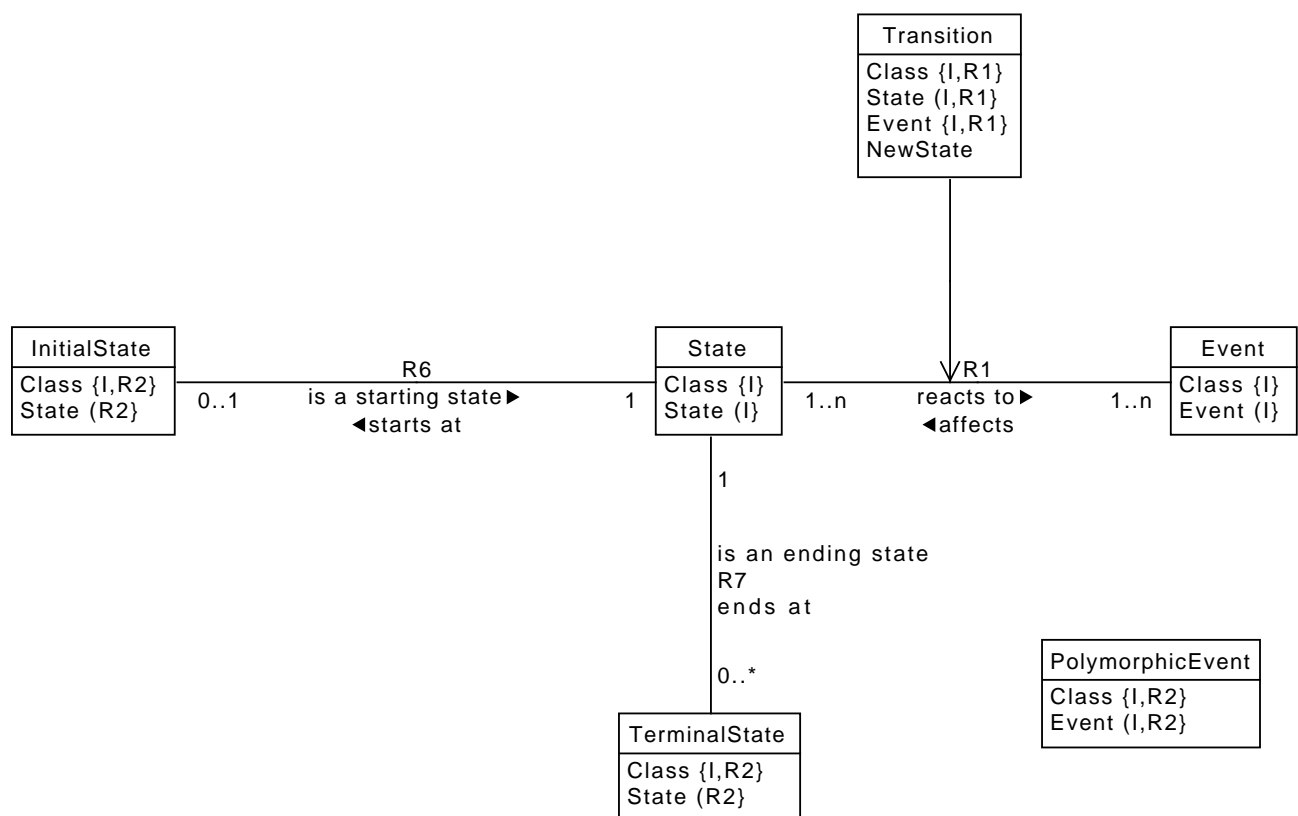 Transition
Class {I,R1}
State (I,R1}
Event {I,R1}
NewState
InitialState
Class {I,R2}
State (R2}
R6
0..1
is a starting state▶
1
◀starts at
State
Class {I}
State (I}
R1
1..n
reacts to▶
1..n
◀affects
Event
Class {I}
Event (I}
1
is an ending state
R7
ends at
0..*
TerminalState
Class {I,R2}
State (R2}
PolymorphicEvent
Class {I,R2}
Event (I,R2}